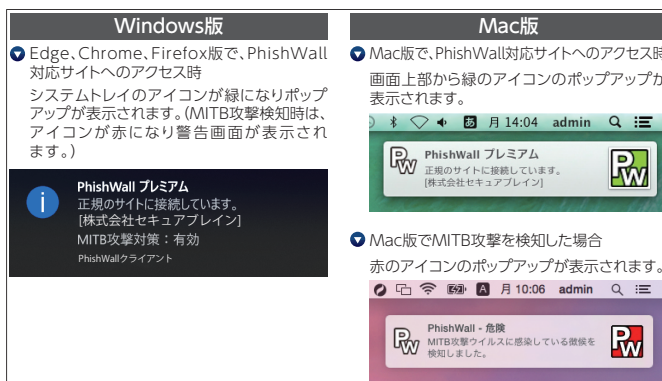 Windows版
Edge、Chrome、Firefox版で、PhishWall
対応サイトへのアクセス時
システムトレイのアイコンが緑になりポップ
アップが表示されます。(MITB攻撃検知時は、
アイコンが赤になり警告画面が表示され
ます。)
i
PhishWall プレミアム
正規のサイトに接続しています。
[株式会社セキュアブレイン]
MITB攻撃対策：有効
PhishWallクライアント
Mac版
Mac版で、PhishWall対応サイトへのアクセス時
画面上部から緑のアイコンのポップアップが
表示されます。
あ 月 14:04 admin
PW
PhishWall プレミアム
正規のサイトに接続しています。
[株式会社セキュアブレイン]
PW
Mac版でMITB攻撃を検知した場合
赤のアイコンのポップアップが表示されます。
A 月 10:06 admin
PW
PhishWall - 危険
MITB攻撃ウイルスに感染している徴候を
検知しました。
PW